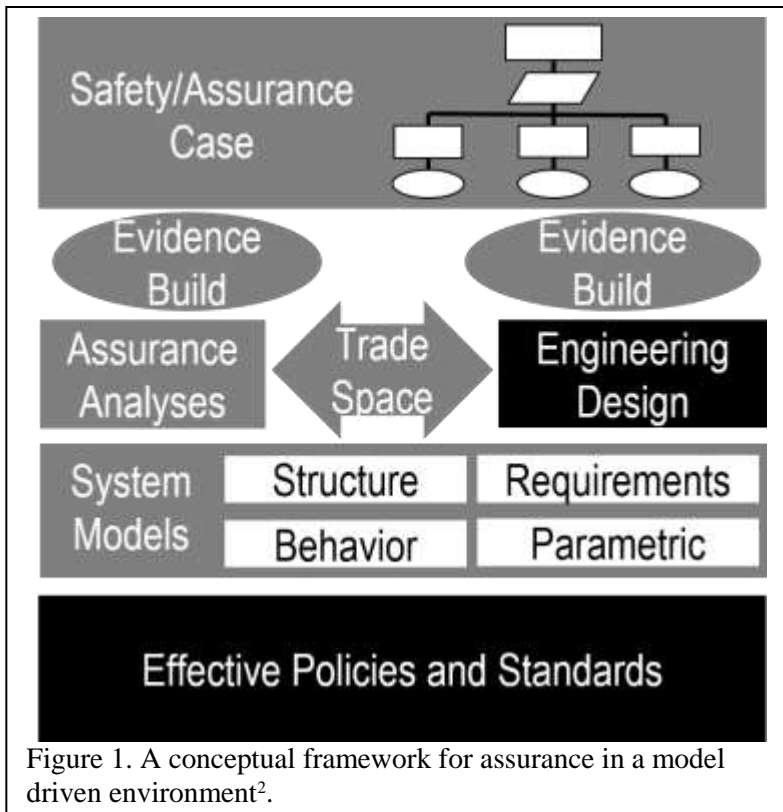 Safety/Assurance
Case
Evidence
Build
Evidence
Build
Assurance
Analyses
Trade
Space
Engineering
Design
System
Models
Structure
Requirements
Behavior
Parametric
Effective Policies and Standards
Figure 1. A conceptual framework for assurance in a model
driven environment².